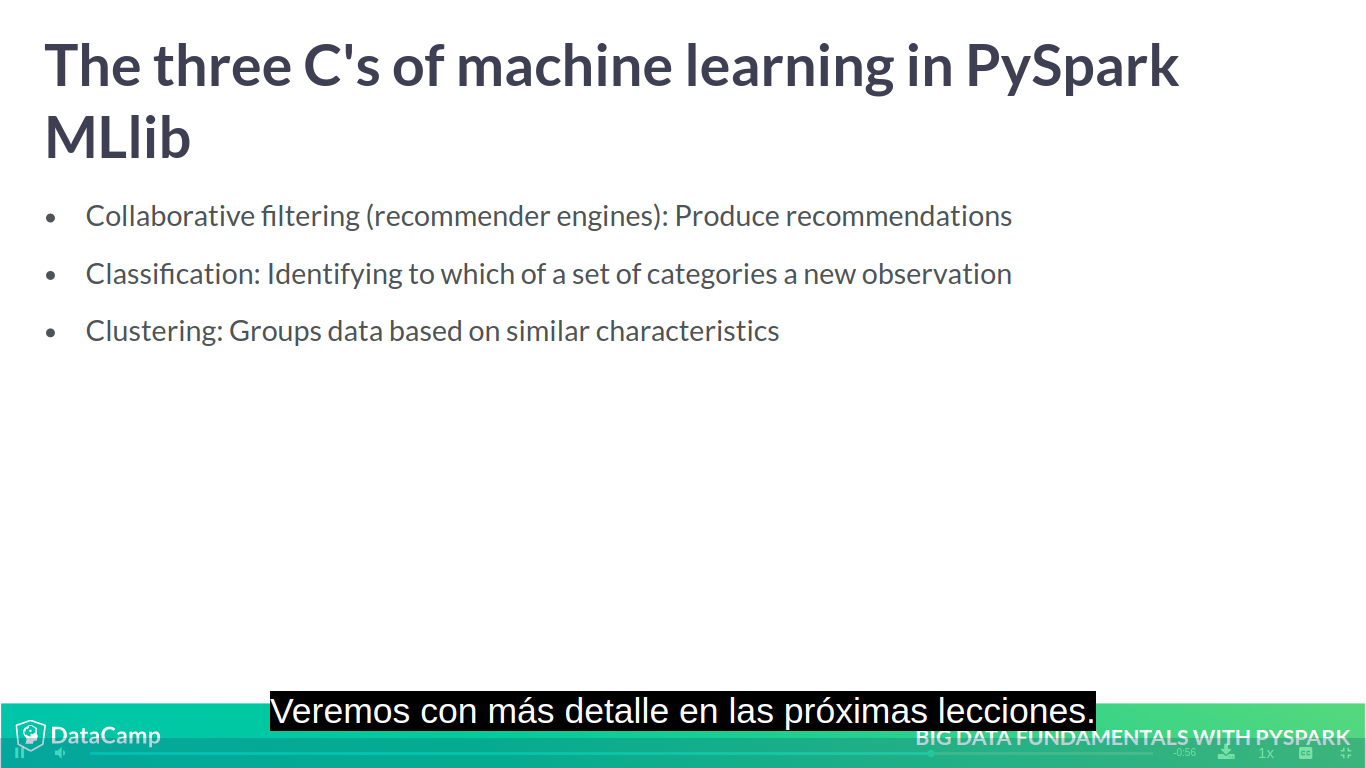 The three C's of machine learning in PySpark
MLlib
• Collaborative filtering (recommender engines): Produce recommendations
• Classification: Identifying to which of a set of categories a new observation
• Clustering: Groups data based on similar characteristics
Veremos con más detalle en las próximas lecciones.
DataCamp
BIG DATA FUNDAMENTALS WITH PYSPARK
-0:56
1x
CC